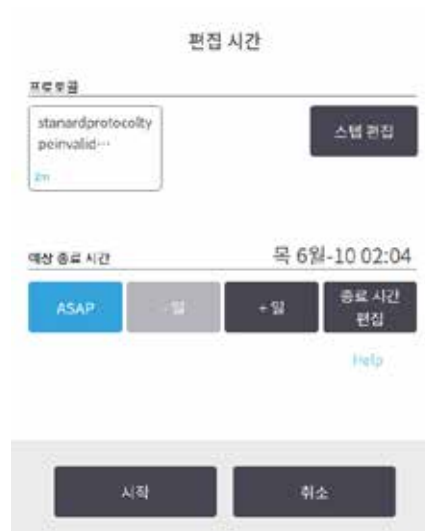 편집 시간
프로토콜
stanardprotocolty
peinvalid…
2m
스텝 편집
예상 종료 시간
목 6월-10 02:04
ASAP
- 일
+ 일
종료 시간
편집
Help
시작
취소